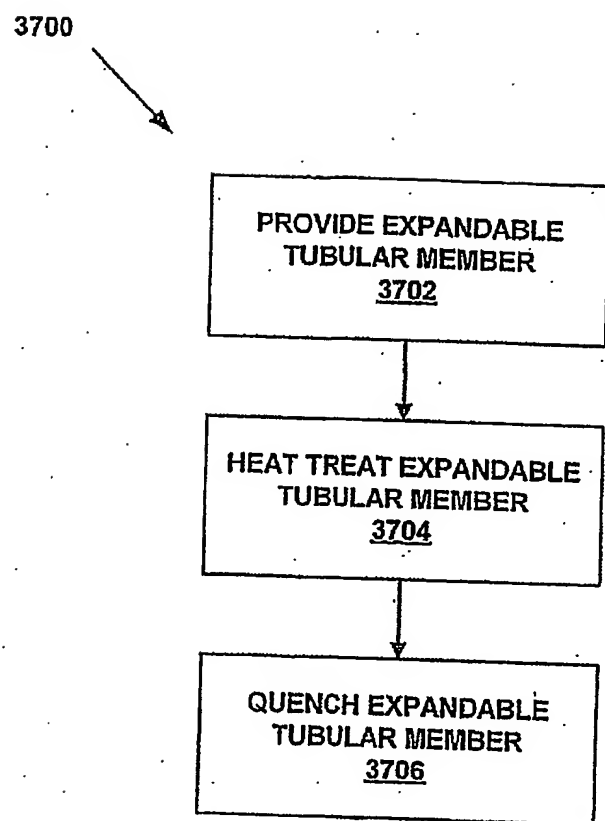 3700
PROVIDE EXPANDABLE
TUBULAR MEMBER
3702
HEAT TREAT EXPANDABLE
TUBULAR MEMBER
3704
QUENCH EXPANDABLE
TUBULAR MEMBER
3706